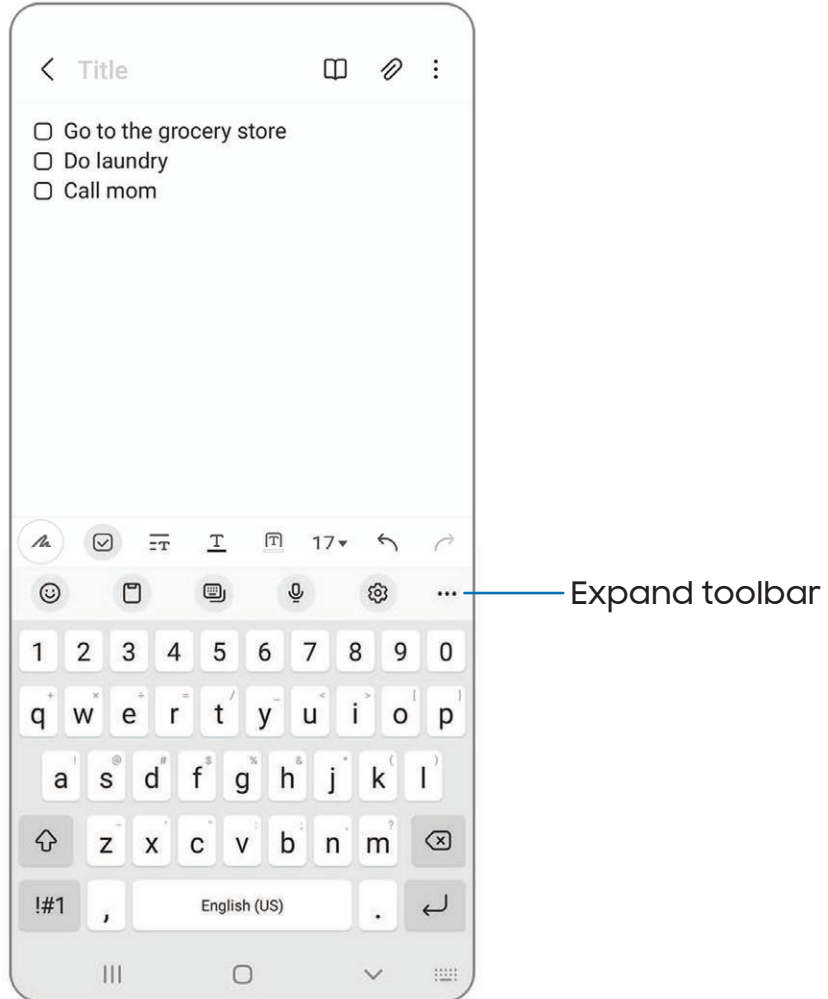 Title
Go to the grocery store
Do laundry
Call mom
17
Expand toolbar
1 2 3 4 5 6 7 8 9 0
q w e r t y u i o p
a s d f g h j k l
z x c v b n m
!#1 , English (US) .